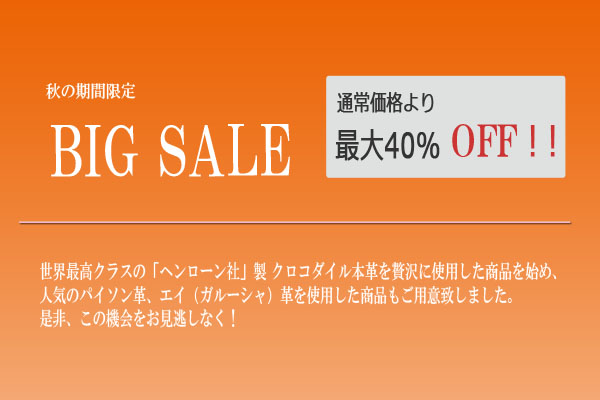 秋の期間限定
BIG SALE
通常価格より
最大40% OFF！！
世界最高クラスの「ヘンローン社」製 クロコダイル本革を贅沢に使用した商品を始め、
人気のパイソン革、エイ（ガルーシャ）革を使用した商品もご用意致しました。
是非、この機会をお見逃しなく！